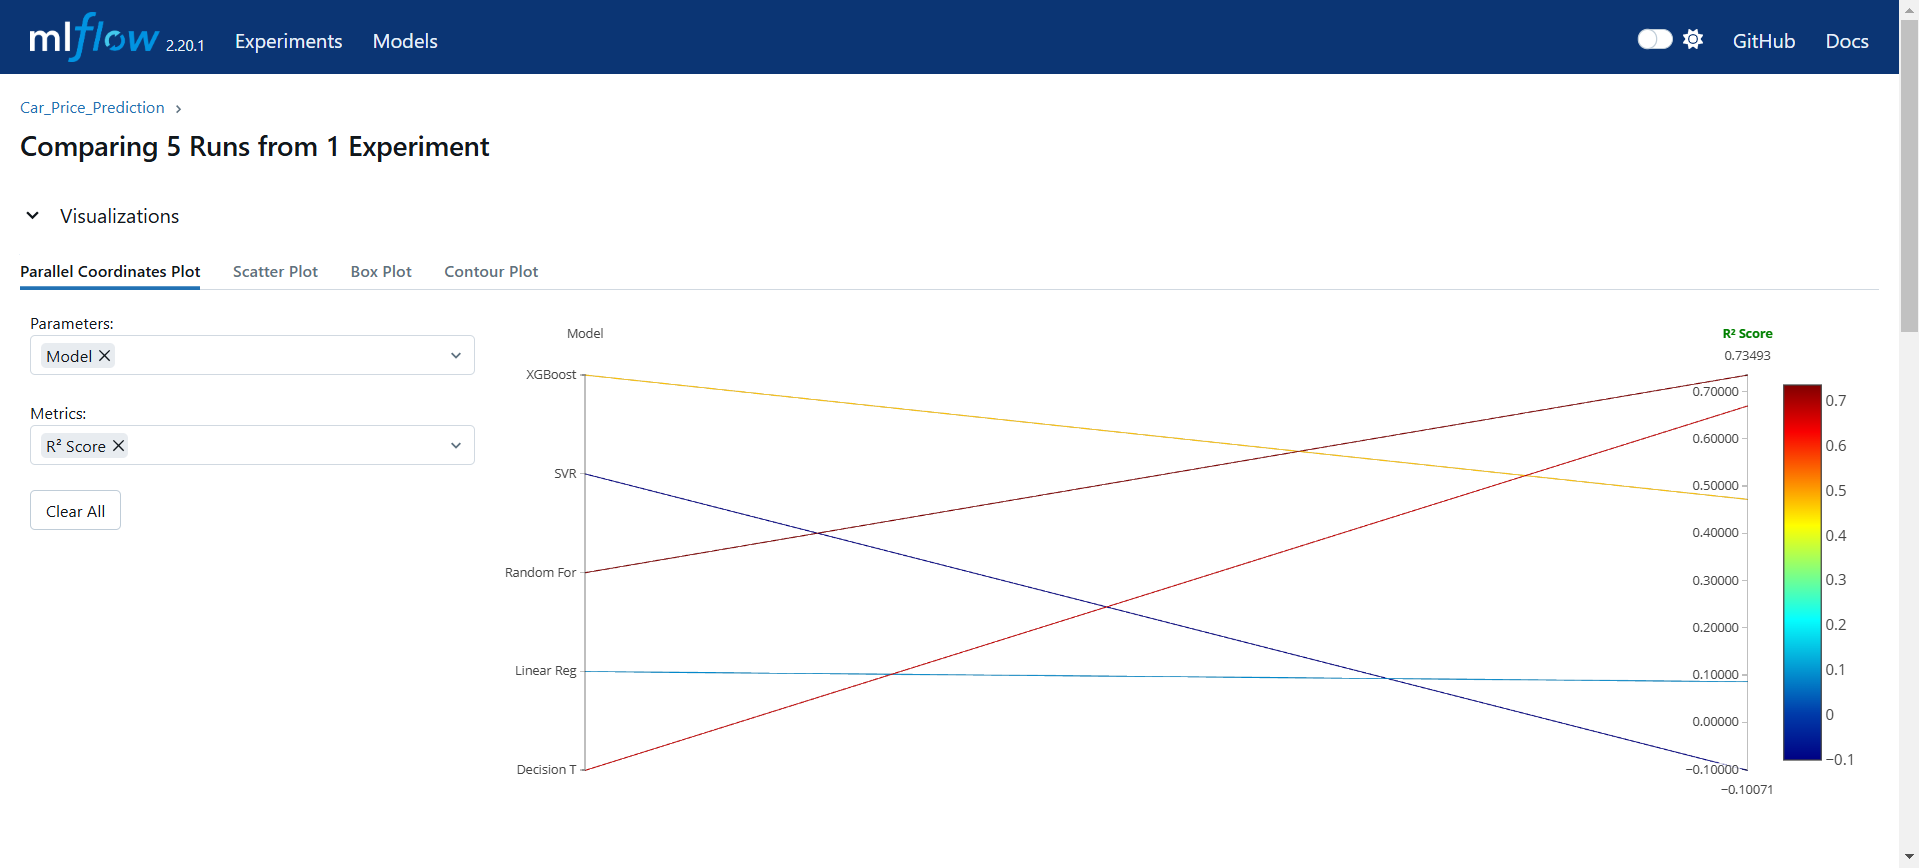 mlflow 2.20.1 Experiments Models GitHub Docs
Car_Price_Prediction
Comparing 5 Runs from 1 Experiment
Visualizations
Parallel Coordinates Plot Scatter Plot Box Plot Contour Plot
Parameters:
Model
Metrics:
R² Score
Clear All
Model
XGBoost
SVR
Random For
Linear Reg
Decision T
R² Score
0.73493
0.70000
0.60000
0.50000
0.40000
0.30000
0.20000
0.10000
0.00000
−0.10000
−0.10071
0.7
0.6
0.5
0.4
0.3
0.2
0.1
0
−0.1